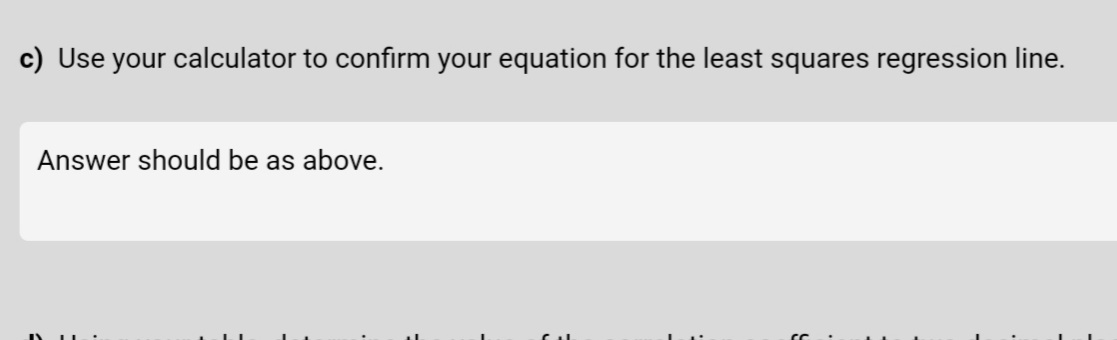 c) Use your calculator to confirm your equation for the least squares regression line.
Answer should be as above.